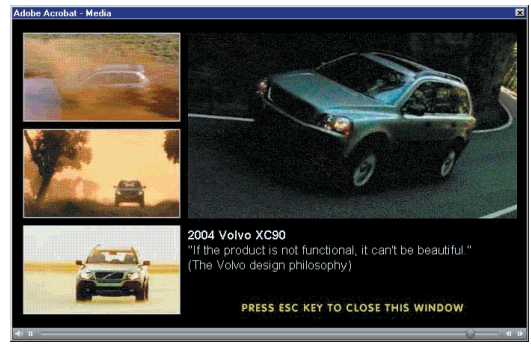 Adobe Acrobat - Media
2004 Volvo XC90
"If the product is not functional, it can't be beautiful."
(The Volvo design philosophy)
PRESS ESC KEY TO CLOSE THIS WINDOW